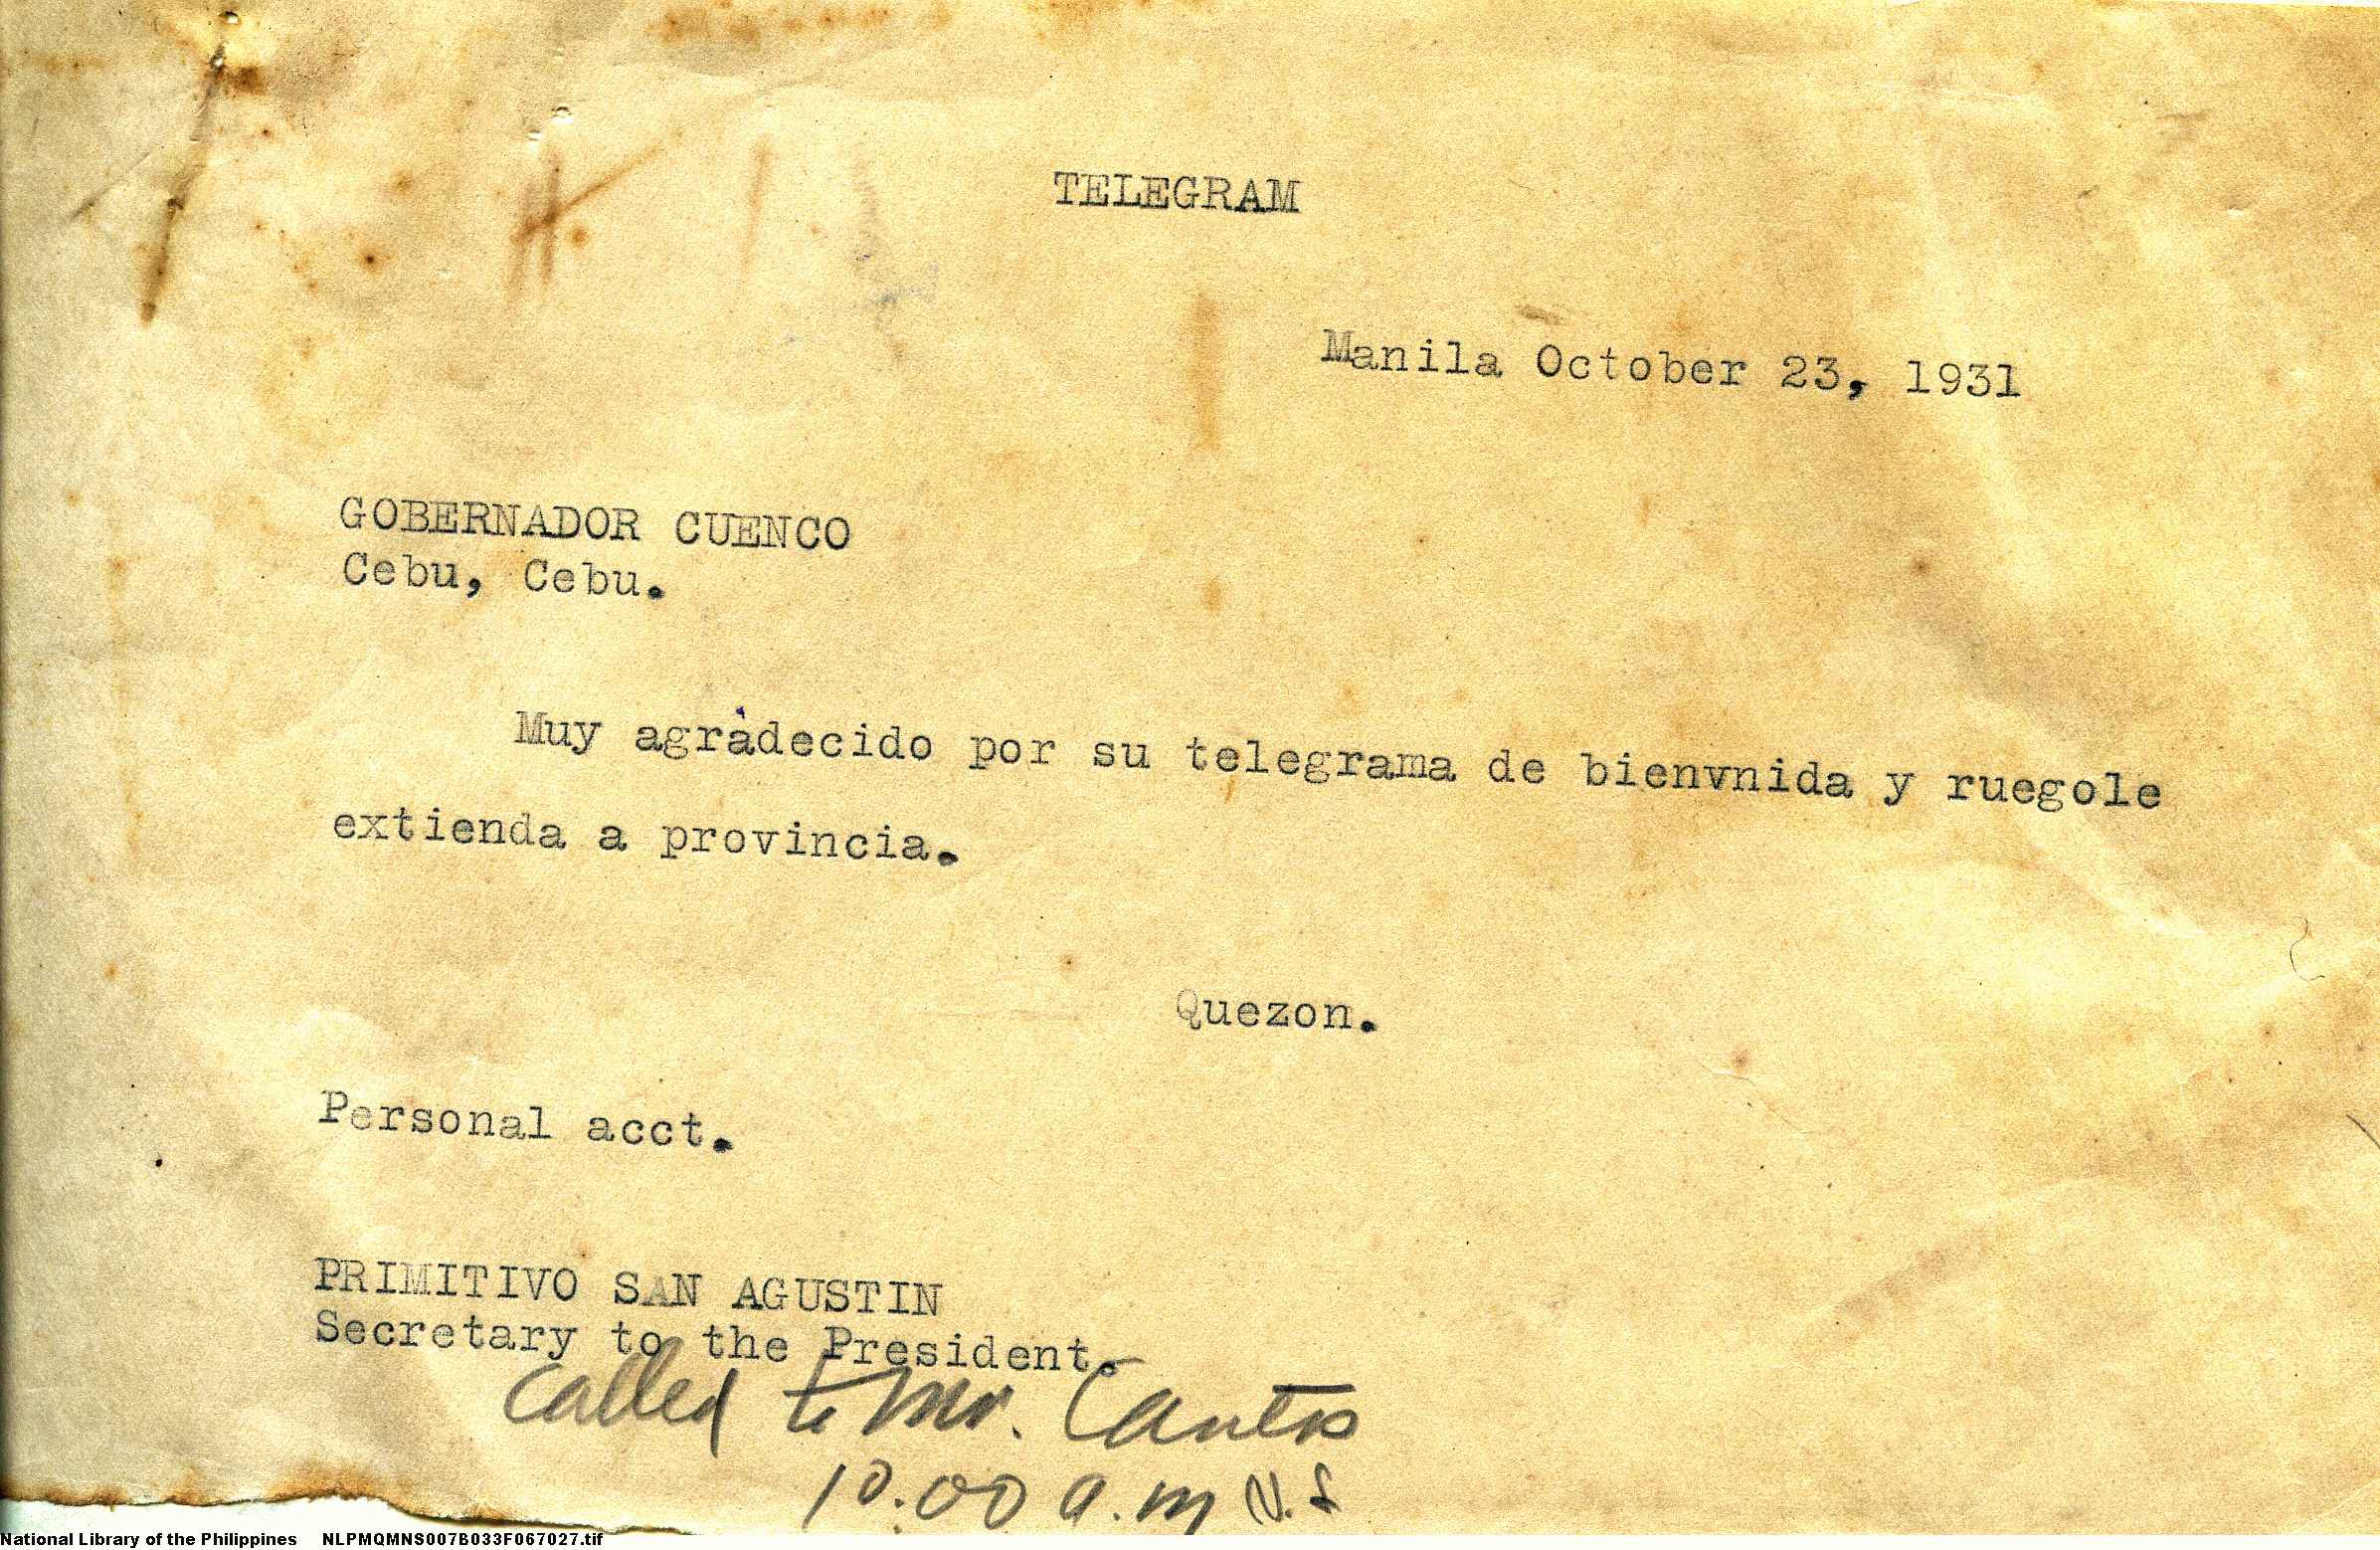 TELEGRAM
Manila October 23, 1931
GOBERNADOR CUENCO
Cebu, Cebu.
Muy agradecido por su telegrama de bienvnida y ruegole
extienda a provincia.
Quezon.
Personal acct.
PRIMITIVO SAN AGUSTIN
Secretary to the President.
Called to Mr. Cantos
10.00 a.m N.S
National Library of the Philippines NLPMQMNS007B033F067027.tif